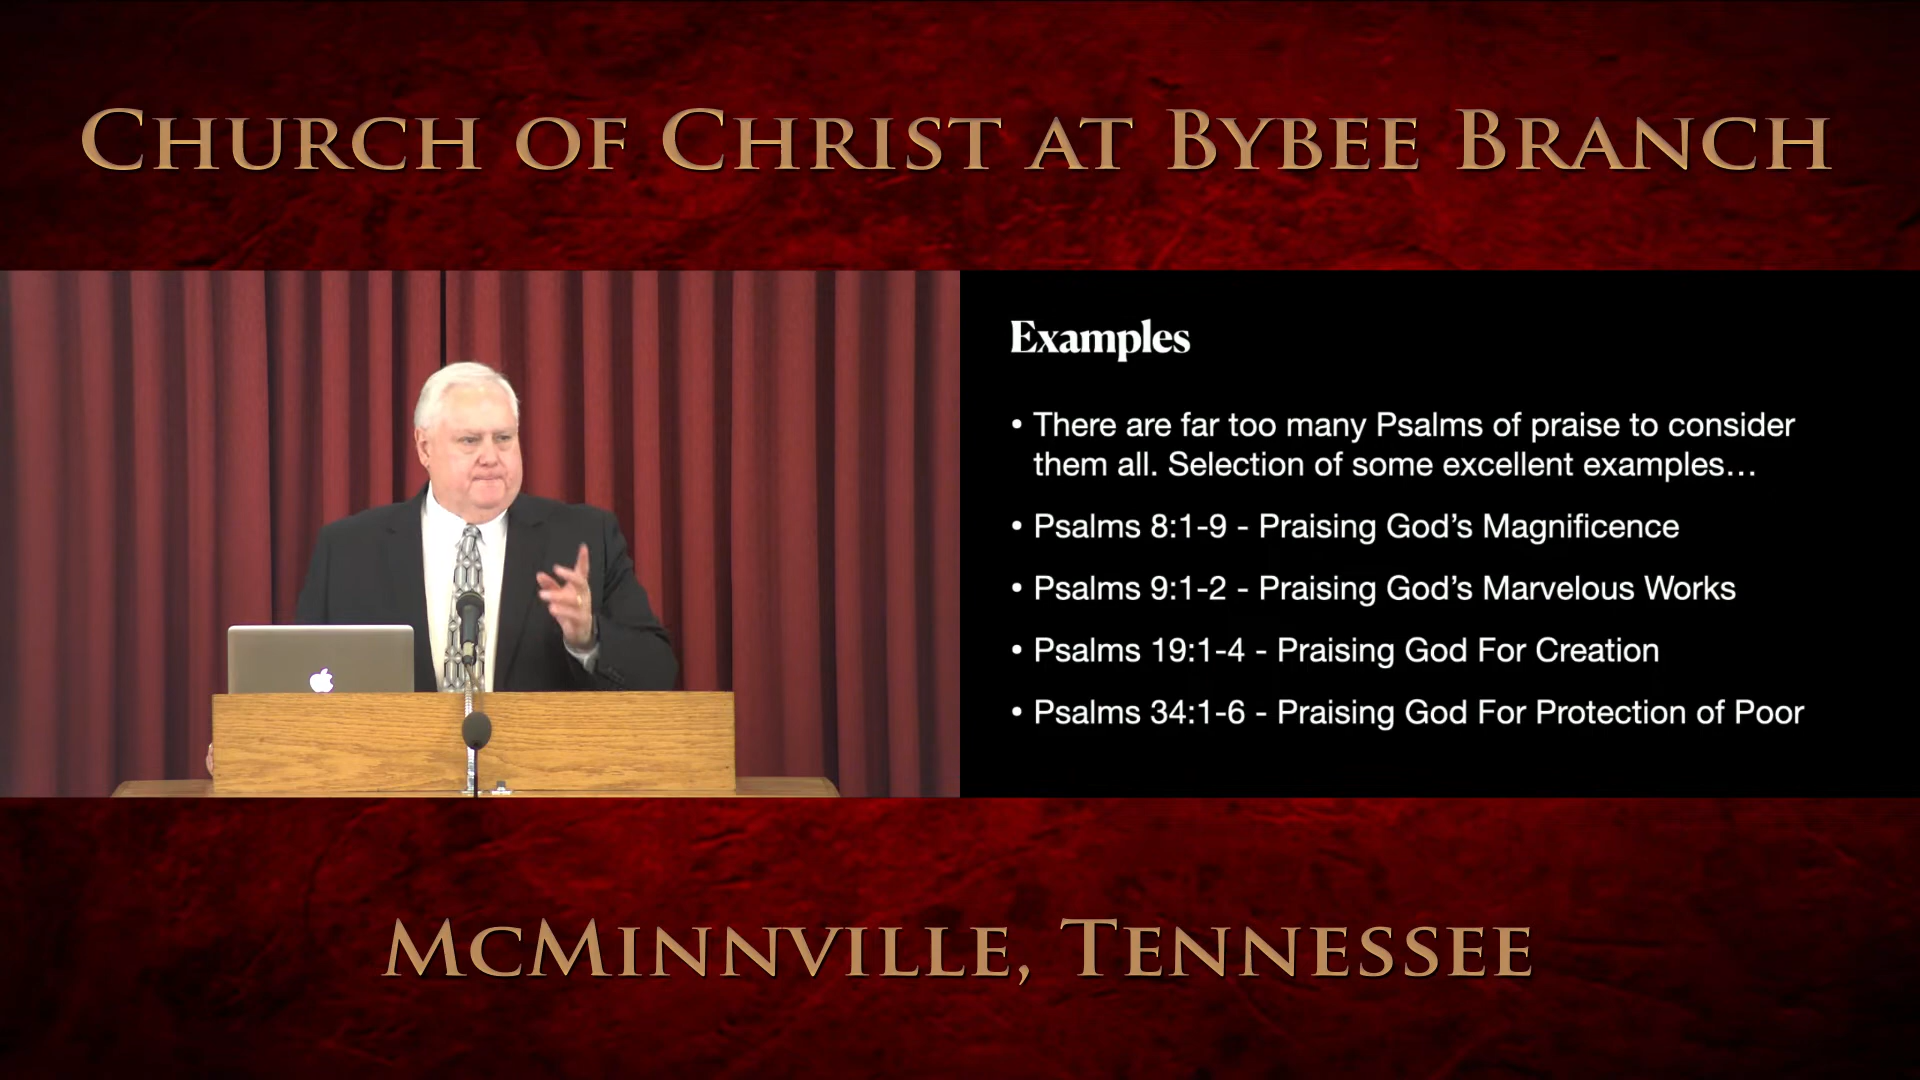 Church of Christ at Bybee Branch
Examples
• There are far too many Psalms of praise to consider
them all. Selection of some excellent examples...
• Psalms 8:1-9 - Praising God's Magnificence
• Psalms 9:1-2 - Praising God's Marvelous Works
• Psalms 19:1-4 - Praising God For Creation
• Psalms 34:1-6 - Praising God For Protection of Poor
McMinnville, Tennessee